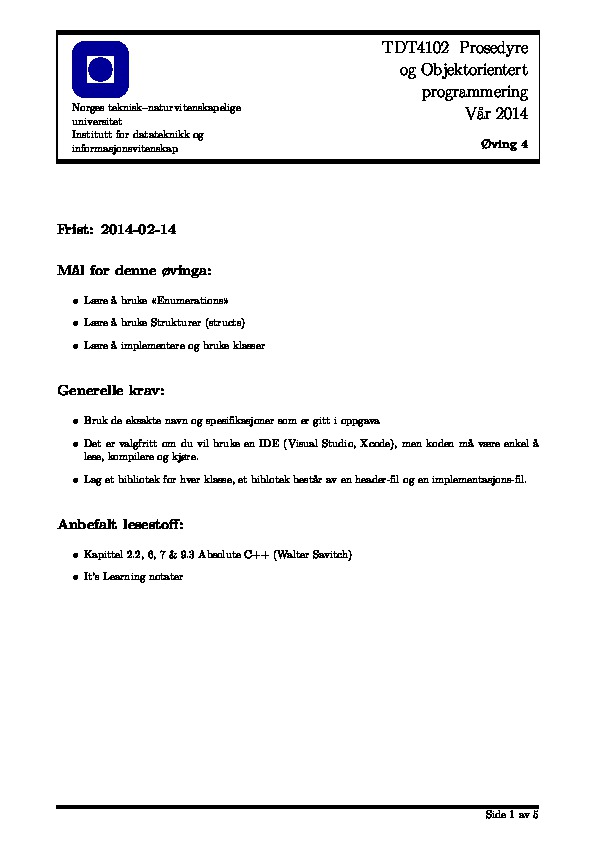 Norges teknisk–naturvitenskapelige
universitet
Institutt for datateknikk og
informasjonsvitenskap
TDT4102 Prosedyre
og Objektorientert
programmering
Vår 2014
Øving 4
Frist: 2014-02-14
Mål for denne øvinga:
• Lære å bruke «Enumerations»
• Lære å bruke Strukturer (structs)
• Lære å implementere og bruke klasser
Generelle krav:
• Bruk de eksakte navn og spesifikasjoner som er gitt i oppgava
• Det er valgfritt om du vil bruke en IDE (Visual Studio, Xcode), men koden må være enkel å
lese, kompilere og kjøre.
• Lag et bibliotek for hver klasse, et biblotek består av en header-fil og en implementasjons-fil.
Anbefalt lesestoff:
• Kapittel 2.2, 6, 7 & 9.3 Absolute C++ (Walter Savitch)
• It's Learning notater
Side 1 av 5